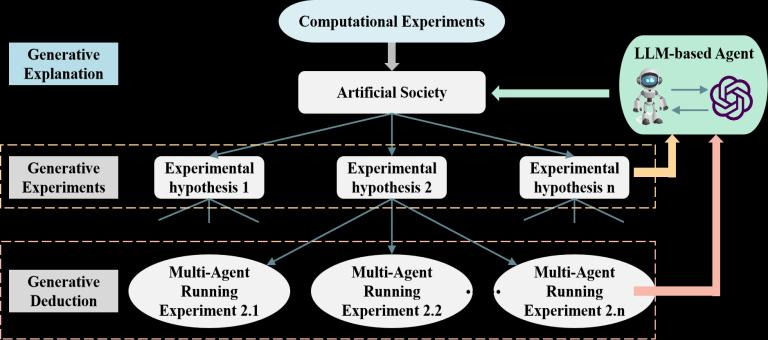 Computational Experiments
Generative
Explanation
LLM-based Agent
Artificial Society
Generative
Experiments
Experimental
hypothesis 1
Experimental
hypothesis 2
Experimental
hypothesis n
Generative
Deduction
Multi-Agent
Running
Experiment 2.1
Multi-Agent
Running
Experiment 2.2
Multi-Agent
Running
Experiment 2.n